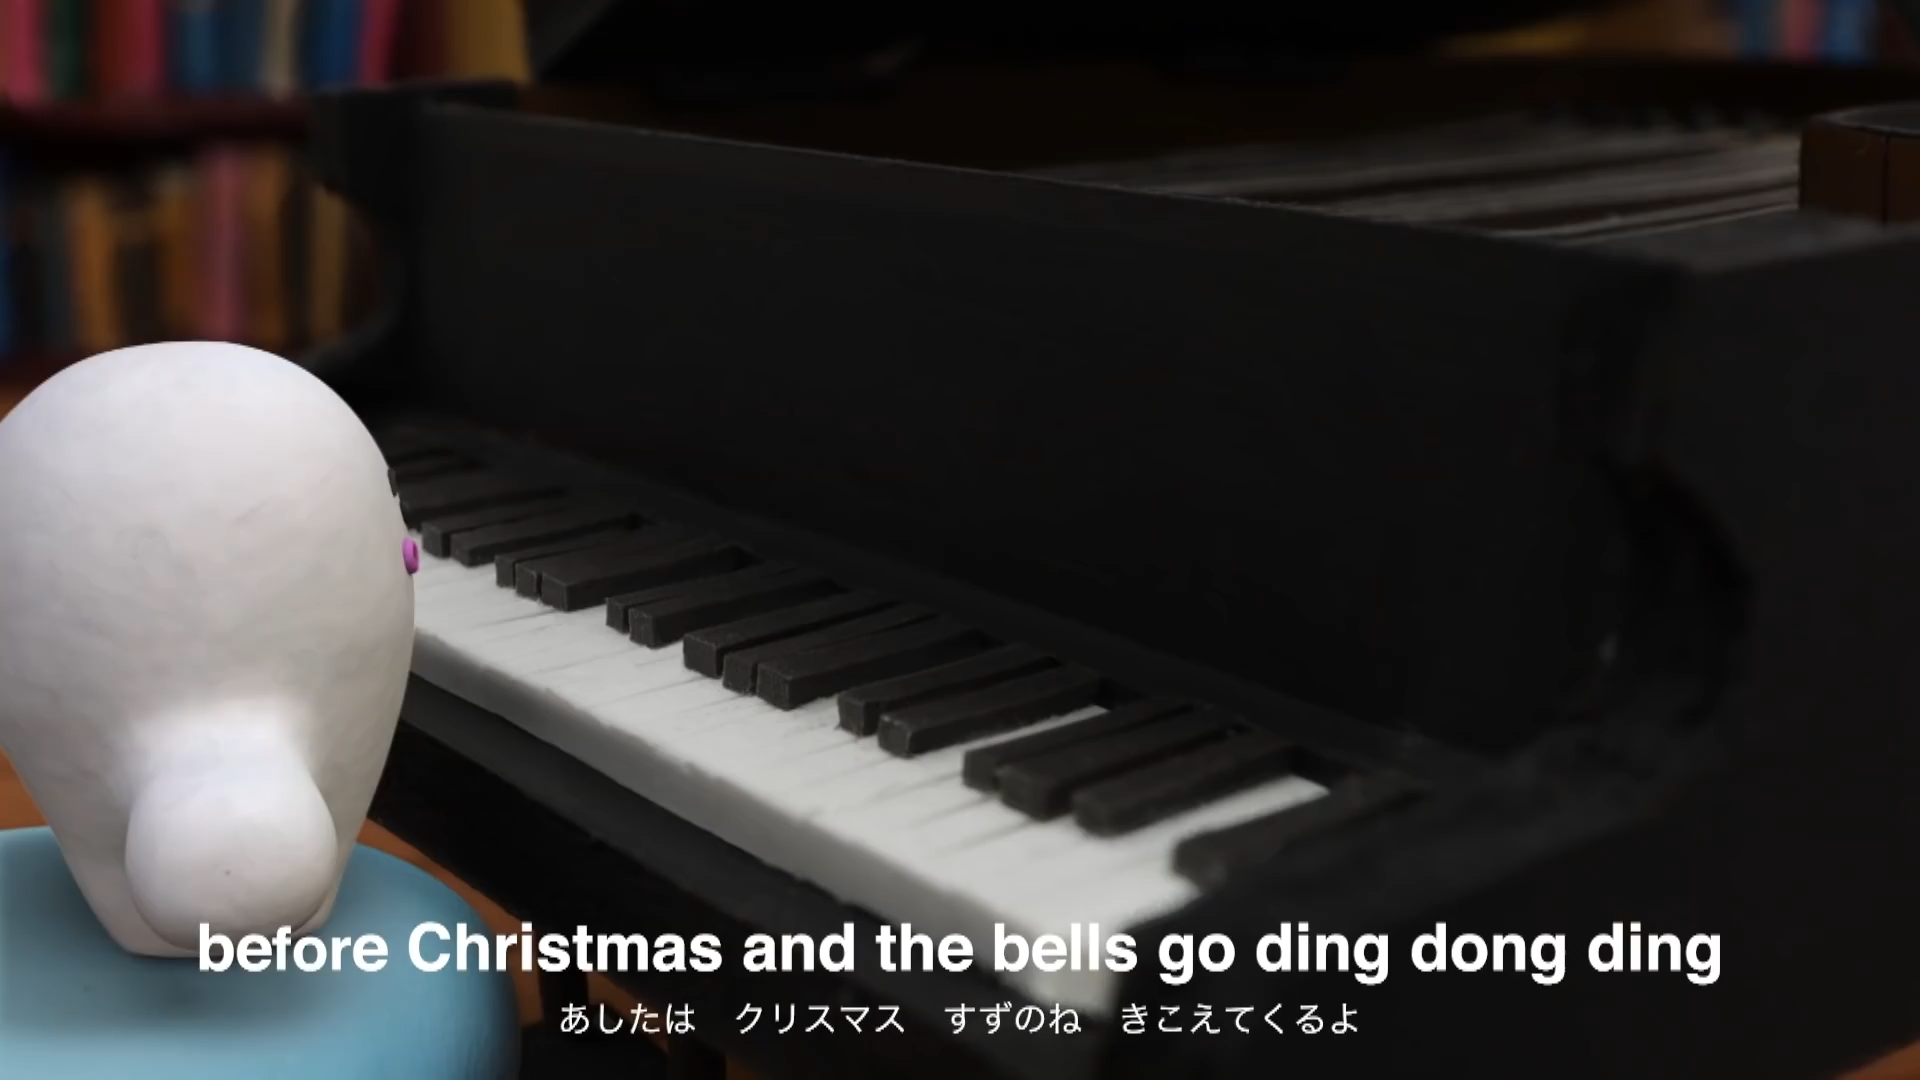 before Christmas and the bells go ding dong ding
あしたは　クリスマス　すずのね　きこえてくるよ